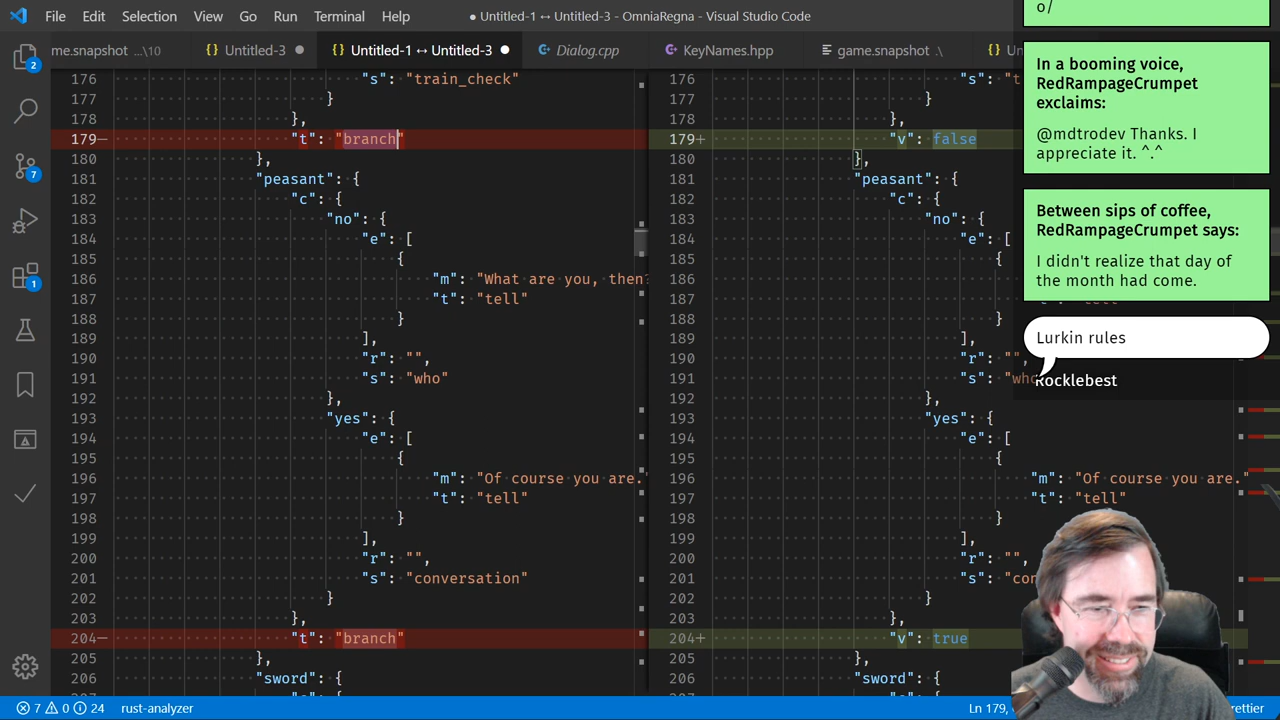 File Edit Selection View Go Run Terminal Help
● Untitled-1 ↔ Untitled-3 - OmniaRegna - Visual Studio Code
me.snapshot ...\10
Untitled-3 ●
Untitled-1 ↔ Untitled-3 ●
Dialog.cpp
KeyNames.hpp
game.snapshot .\
2
7
1
176 "s": "train_check"
177 }
178 },
179 "t": "branch"
180 },
181 "peasant": {
182 "c": {
183 "no": {
184 "e": [
185 {
186 "m": "What are you, then?
187 "t": "tell"
188 }
189 ],
190 "r": "",
191 "s": "who"
192 },
193 "yes": {
194 "e": [
195 {
196 "m": "Of course you are."
197 "t": "tell"
198 }
199 ],
200 "r": "",
201 "s": "conversation"
202 }
203 },
204 "t": "branch"
205 },
206 "sword": {
176 "s": "t
177 }
178 },
179 "v": false
180 },
181 "peasant": {
182 "c": {
183 "no": {
184 "e": [
185 {
186
187
188 }
189 ],
190 "r": "",
191 "s": "who
192 },
193 "yes": {
194 "e": [
195 {
196 "m": "Of course you are."
197 "t": "tell"
198 }
199 ],
200 "r": "",
201 "s": "con
202 }
203 },
204 "v": true
205 },
206 "sword": {
o/
In a booming voice,
RedRampageCrumpet
exclaims:
@mdtrodev Thanks. I
appreciate it. ^.^
Between sips of coffee,
RedRampageCrumpet says:
I didn't realize that day of
the month had come.
Lurkin rules
Rocklebest
7 0 24 rust-analyzer
Ln 179,